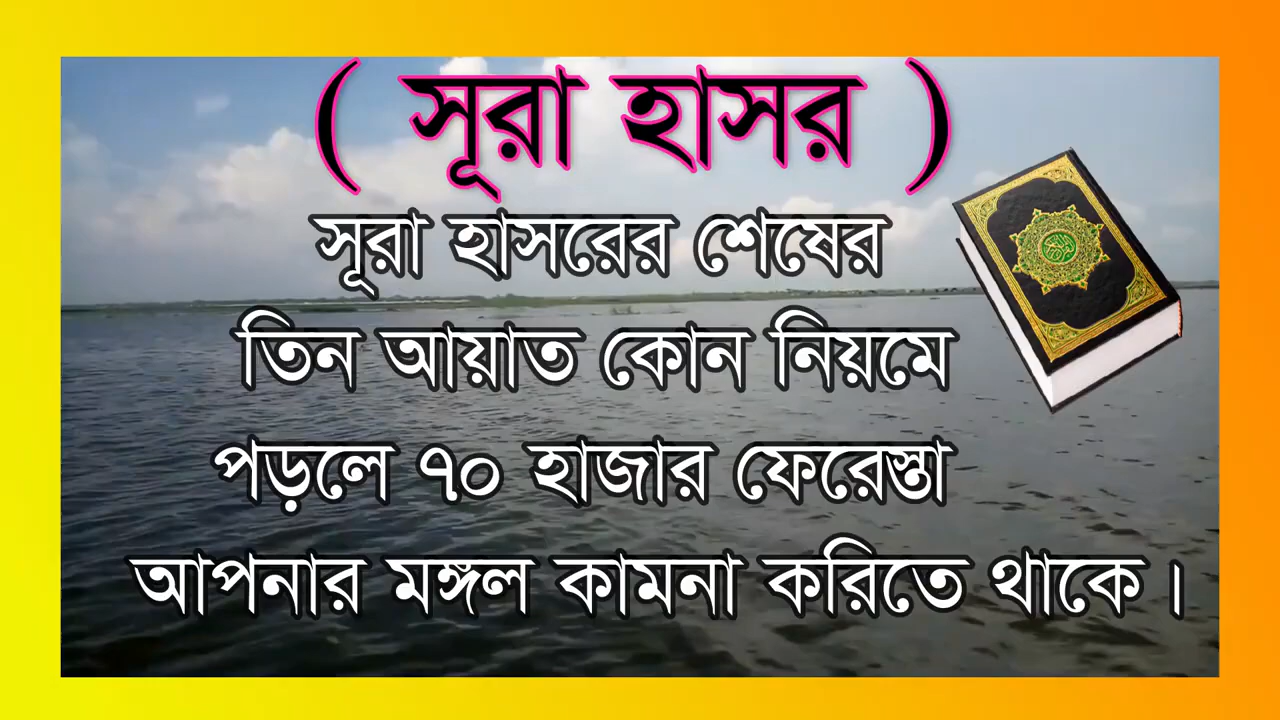 ( সূরা হাসর )
সূরা হাসরের শেষের
তিন আয়াত কোন নিয়মে
পড়লে ৭০ হাজার ফেরেস্তা
আপনার মঙ্গল কামনা করিতে থাকে।